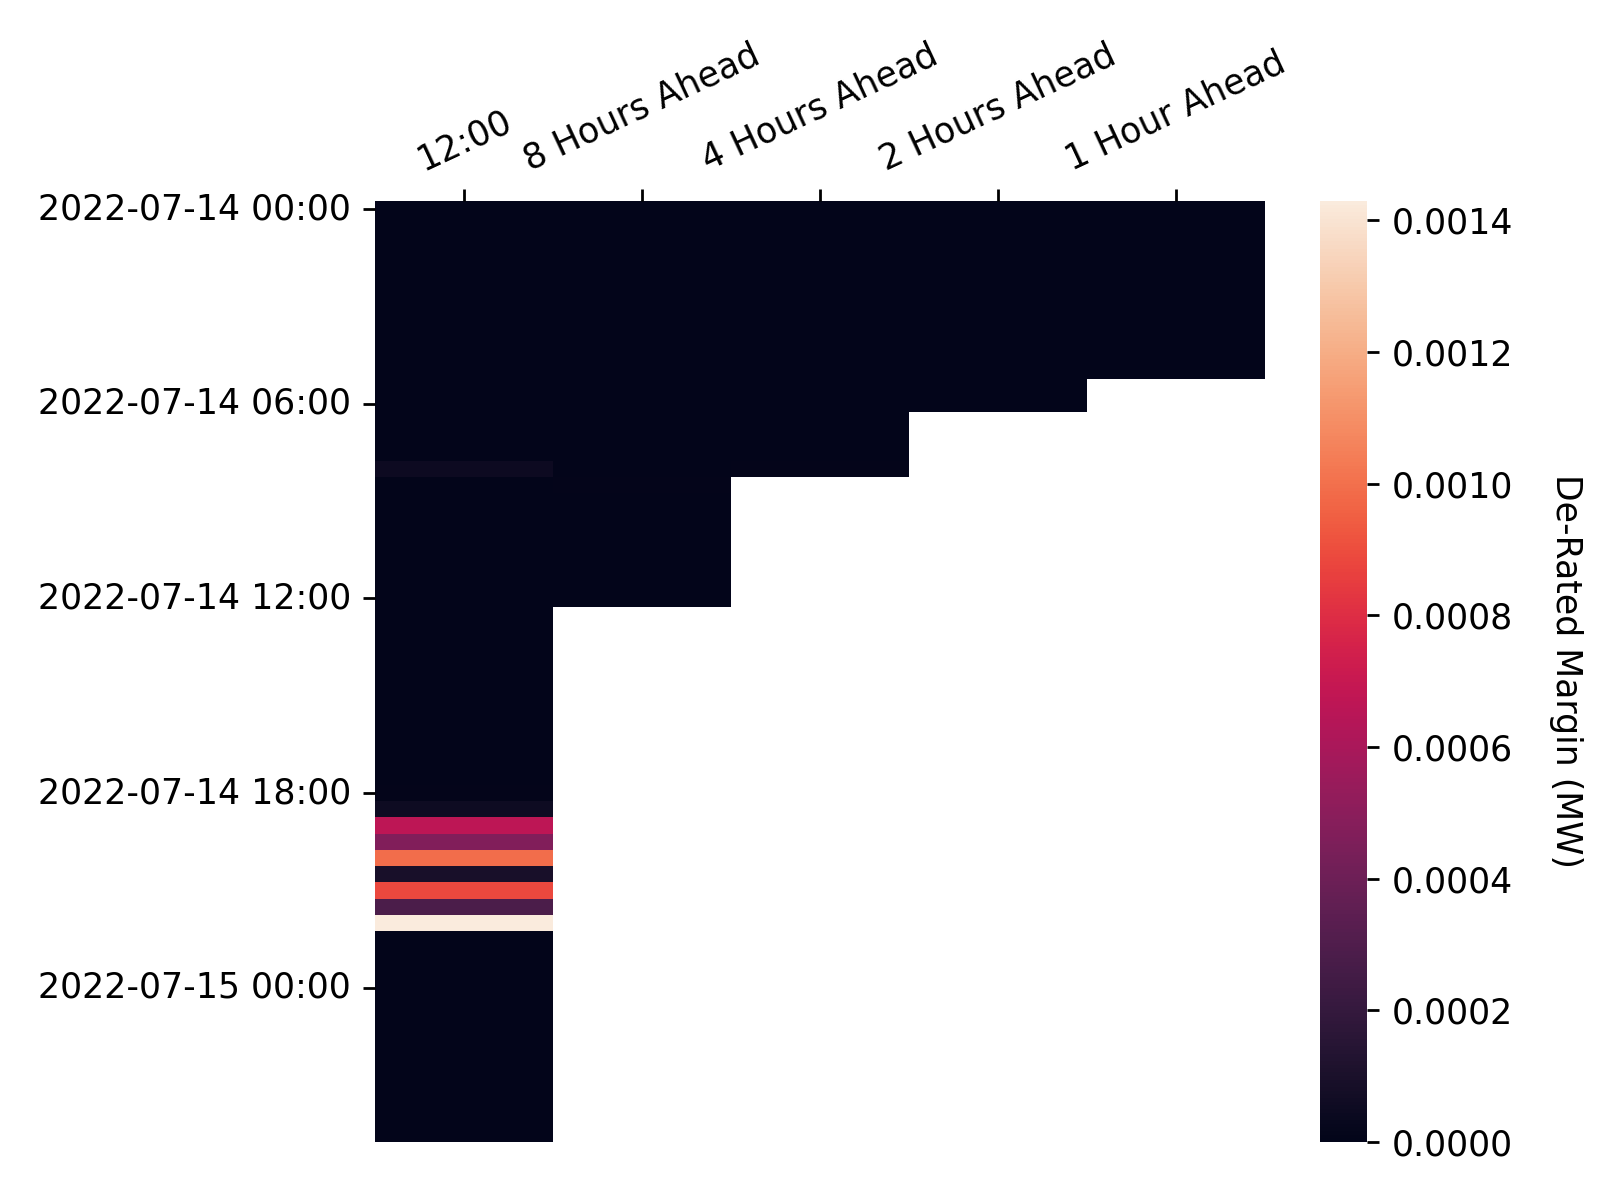 12:00
8 Hours Ahead
4 Hours Ahead
2 Hours Ahead
1 Hour Ahead
2022-07-14 00:00
2022-07-14 06:00
2022-07-14 12:00
2022-07-14 18:00
2022-07-15 00:00
0.0014
0.0012
0.0010
0.0008
0.0006
0.0004
0.0002
0.0000
De-Rated Margin (MW)